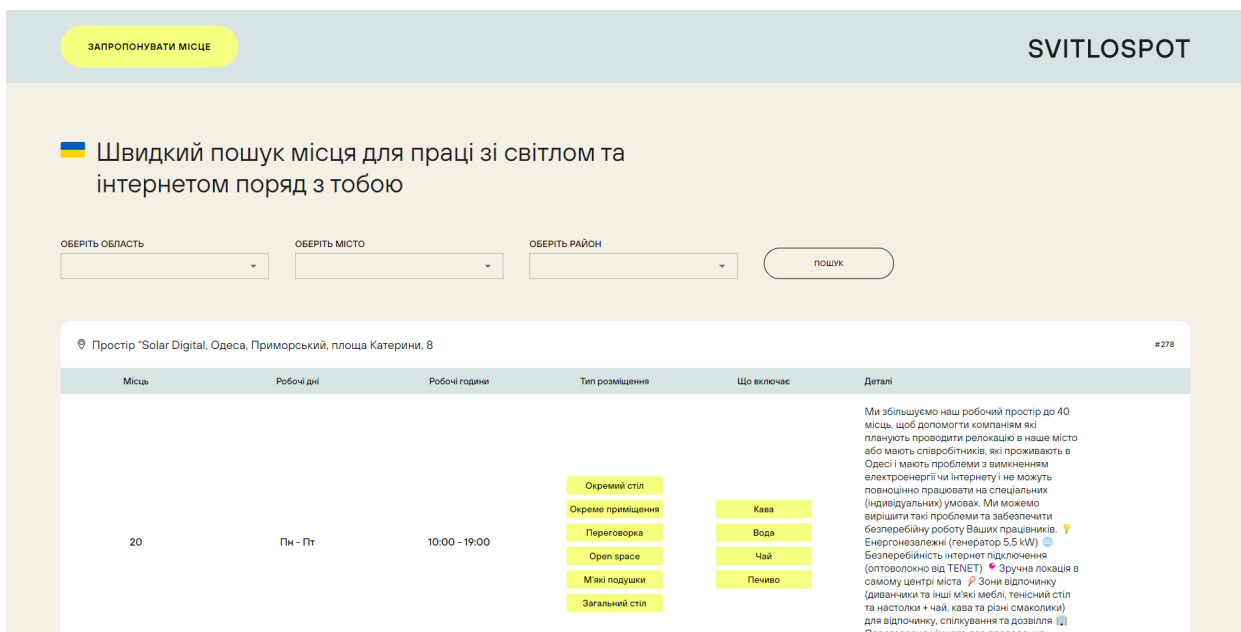 ЗАПРОПОНУВАТИ МІСЦЕ
SVITLOSPOT
Швидкий пошук місця для праці зі світлом та
інтернетом поряд з тобою
ОБЕРІТЬ ОБЛАСТЬ
ОБЕРІТЬ МІСТО
ОБЕРІТЬ РАЙОН
ПОШУК
Простір "Solar Digital, Одеса, Приморський, площа Катерини, 8
#278
Місць
Робочі дні
Робочі години
Тип розміщення
Що включає
Деталі
20
Пн - Пт
10:00 - 19:00
Окремий стіл
Окреме приміщення
Переговорка
Open space
М'які подушки
Загальний стіл
Кава
Вода
Чай
Печиво
Ми збільшуємо наш робочий простір до 40
місць, щоб допомогти компаніям які
планують проводити релокацію в наше місто
або мають співробітників, які проживають в
Одесі і мають проблеми з вимкненням
електроенергії чи інтернету і не можуть
повноцінно працювати на спеціальних
(індивідуальних) умовах. Ми можемо
вирішити такі проблеми та забезпечити
безперебійну роботу Ваших працівників. 💡
Енергонезалежні (генератор 5,5 kW) 🌐
Безперебійність інтернет підключення
(оптоволокно від TENET) 📍 Зручна локація в
самому центрі міста 🏓 Зони відпочинку
(диванчики та інші м'які меблі, тенісний стіл
та настолки + чай, кава та різні смаколики)
для відпочинку, спілкування та дозвілля 🏢